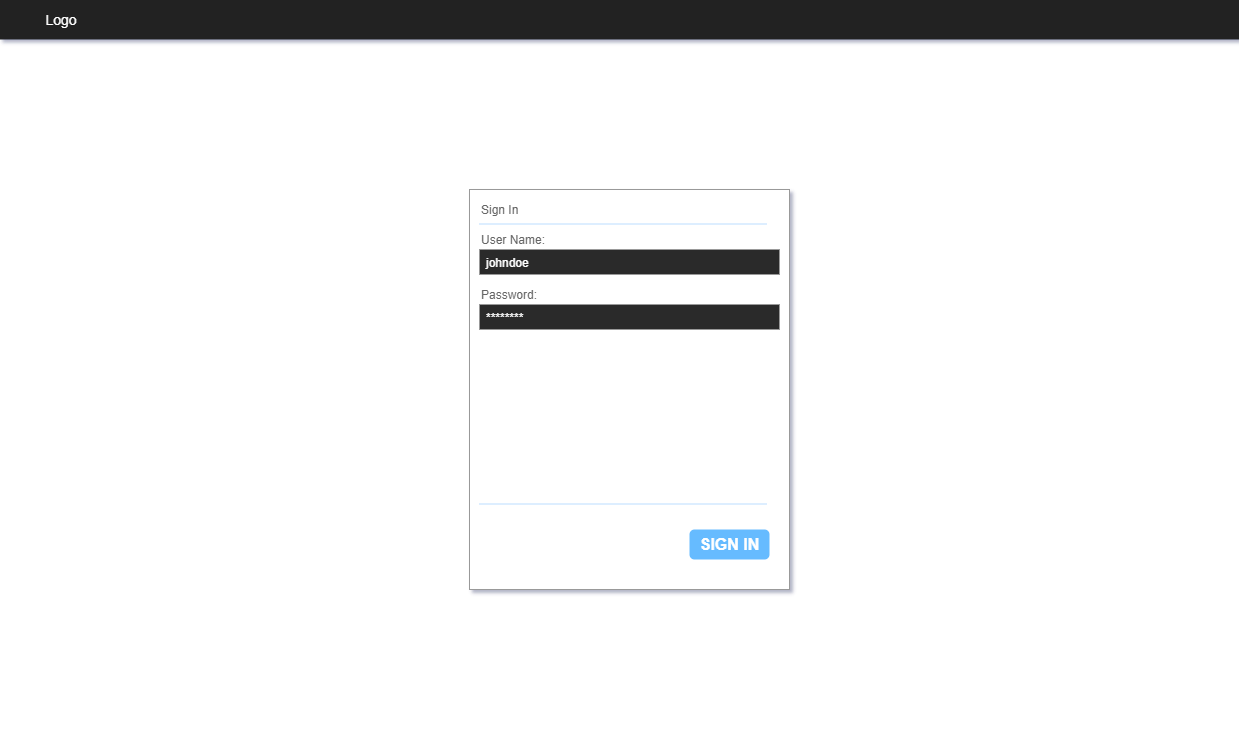 Logo
Sign In
User Name:
johndoe
Password:
********
SIGN IN